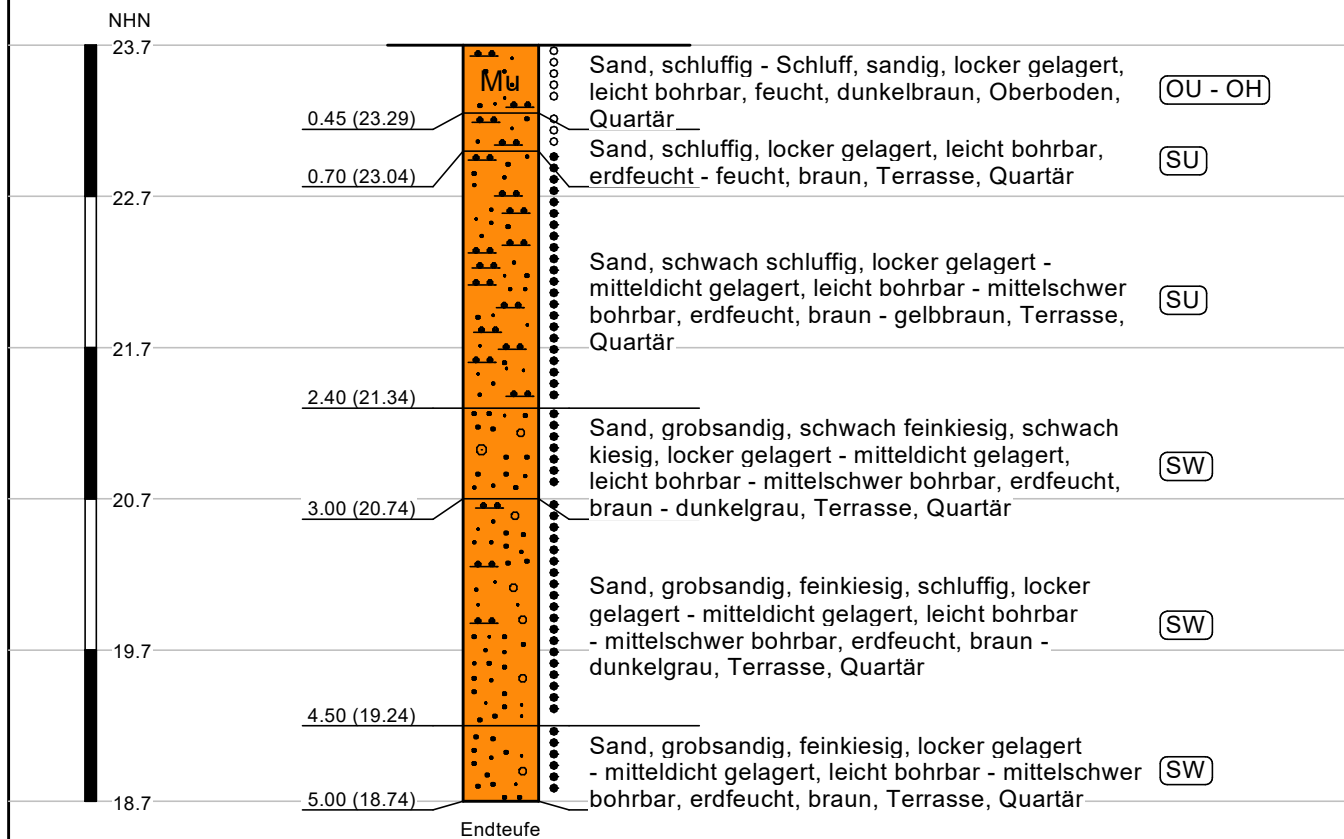 NHN
23.7
Mu
Sand, schluffig - Schluff, sandig, locker gelagert,
leicht bohrbar, feucht, dunkelbraun, Oberboden,
Quartär
OU - OH
0.45 (23.29)
Sand, schluffig, locker gelagert, leicht bohrbar,
erdfeucht - feucht, braun, Terrasse, Quartär
SU
0.70 (23.04)
22.7
Sand, schwach schluffig, locker gelagert -
mitteldicht gelagert, leicht bohrbar - mittelschwer
bohrbar, erdfeucht, braun - gelbbraun, Terrasse,
Quartär
SU
21.7
2.40 (21.34)
Sand, grobsandig, schwach feinkiesig, schwach
kiesig, locker gelagert - mitteldicht gelagert,
leicht bohrbar - mittelschwer bohrbar, erdfeucht,
braun - dunkelgrau, Terrasse, Quartär
SW
20.7
3.00 (20.74)
Sand, grobsandig, feinkiesig, schluffig, locker
gelagert - mitteldicht gelagert, leicht bohrbar
- mittelschwer bohrbar, erdfeucht, braun -
dunkelgrau, Terrasse, Quartär
SW
19.7
4.50 (19.24)
Sand, grobsandig, feinkiesig, locker gelagert
- mitteldicht gelagert, leicht bohrbar - mittelschwer
bohrbar, erdfeucht, braun, Terrasse, Quartär
SW
18.7
5.00 (18.74)
Endteufe